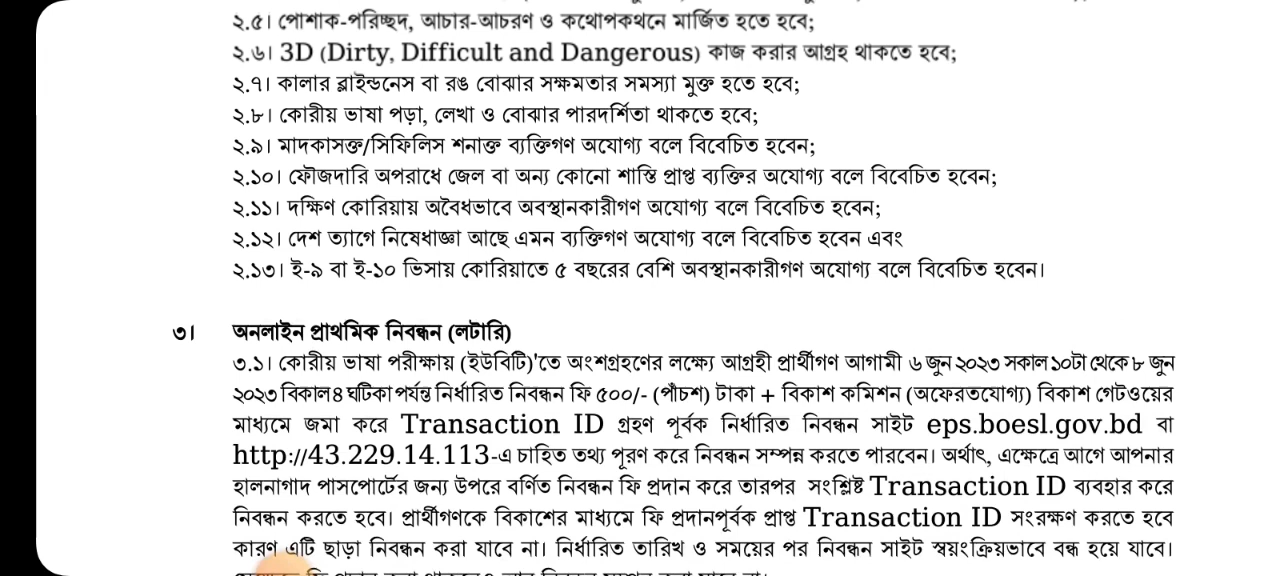 ২.৫। পোশাক-পরিচ্ছদ, আচার-আচরণ ও কথোপকথনে মার্জিত হতে হবে;
২.৬। 3D (Dirty, Difficult and Dangerous) কাজ করার আগ্রহ থাকতে হবে;
২.৭। কালার ব্লাইন্ডনেস বা রঙ বোঝার সক্ষমতার সমস্যা মুক্ত হতে হবে;
২.৮। কোরীয় ভাষা পড়া, লেখা ও বোঝার পারদর্শিতা থাকতে হবে;
২.৯। মাদকাসক্ত/সিফিলিস শনাক্ত ব্যক্তিগণ অযোগ্য বলে বিবেচিত হবেন;
২.১০। ফৌজদারি অপরাধে জেল বা অন্য কোনো শাস্তি প্রাপ্ত ব্যক্তির অযোগ্য বলে বিবেচিত হবেন;
২.১১। দক্ষিণ কোরিয়ায় অবৈধভাবে অবস্থানকারীগণ অযোগ্য বলে বিবেচিত হবেন;
২.১২। দেশ ত্যাগে নিষেধাজ্ঞা আছে এমন ব্যক্তিগণ অযোগ্য বলে বিবেচিত হবেন এবং
২.১৩। ই-৯ বা ই-১০ ভিসায় কোরিয়াতে ৫ বছরের বেশি অবস্থানকারীগণ অযোগ্য বলে বিবেচিত হবেন।
৩। অনলাইন প্রাথমিক নিবন্ধন (লটারি)
৩.১। কোরীয় ভাষা পরীক্ষায় (ইউবিটি)'তে অংশগ্রহণের লক্ষ্যে আগ্রহী প্রার্থীগণ আগামী ৬ জুন ২০২৩ সকাল ১০টা থেকে ৮ জুন
২০২৩ বিকাল ৪ ঘটিকা পর্যন্ত নির্ধারিত নিবন্ধন ফি ৫০০/- (পাঁচশ) টাকা + বিকাশ কমিশন (অফেরতযোগ্য) বিকাশ গেটওয়ের
মাধ্যমে জমা করে Transaction ID গ্রহণ পূর্বক নির্ধারিত নিবন্ধন সাইট eps.boesl.gov.bd বা
http://43.229.14.113-এ চাহিত তথ্য পূরণ করে নিবন্ধন সম্পন্ন করতে পারবেন। অর্থাৎ, এক্ষেত্রে আগে আপনার
হালনাগাদ পাসপোর্টের জন্য উপরে বর্ণিত নিবন্ধন ফি প্রদান করে তারপর সংশ্লিষ্ট Transaction ID ব্যবহার করে
নিবন্ধন করতে হবে। প্রার্থীগণকে বিকাশের মাধ্যমে ফি প্রদানপূর্বক প্রাপ্ত Transaction ID সংরক্ষণ করতে হবে
কারণ এটি ছাড়া নিবন্ধন করা যাবে না। নির্ধারিত তারিখ ও সময়ের পর নিবন্ধন সাইট স্বয়ংক্রিয়ভাবে বন্ধ হয়ে যাবে।